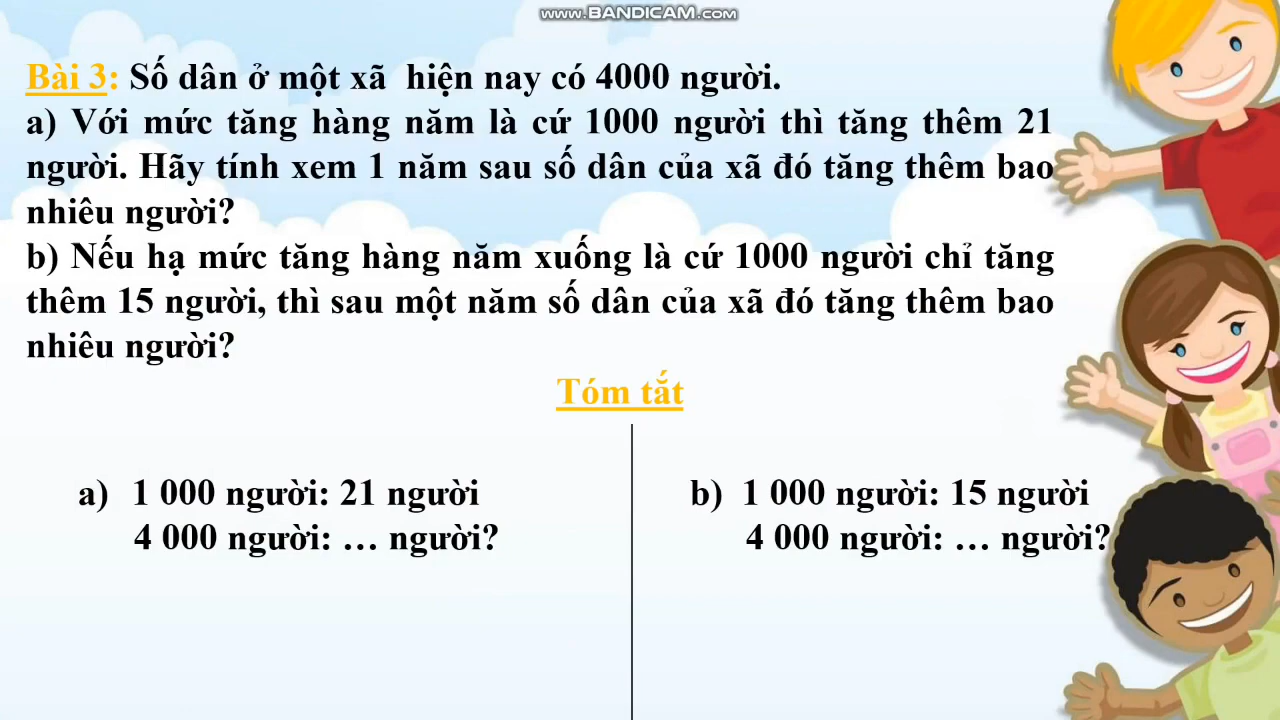 www.BANDICAM.com
Bài 3: Số dân ở một xã hiện nay có 4000 người.
a) Với mức tăng hàng năm là cứ 1000 người thì tăng thêm 21
người. Hãy tính xem 1 năm sau số dân của xã đó tăng thêm bao
nhiêu người?
b) Nếu hạ mức tăng hàng năm xuống là cứ 1000 người chỉ tăng
thêm 15 người, thì sau một năm số dân của xã đó tăng thêm bao
nhiêu người?
Tóm tắt
a) 1 000 người: 21 người
4 000 người: … người?
b) 1 000 người: 15 người
4 000 người: … người?